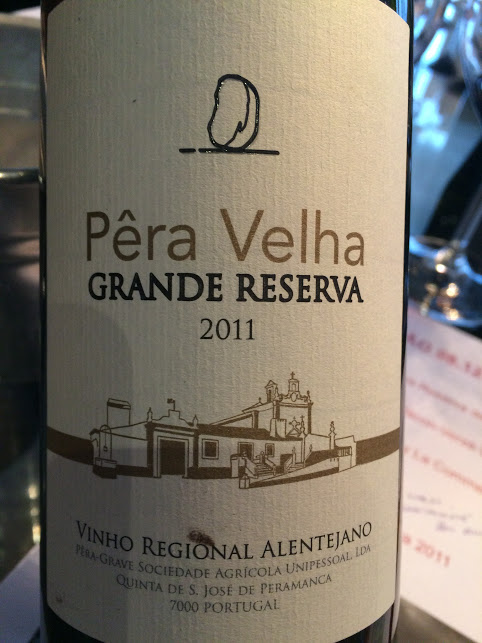 Pêra Velha
GRANDE RESERVA
2011
VINHO REGIONAL ALENTEJANO
PÊRA-GRAVE SOCIEDADE AGRÍCOLA UNIPESSOAL, LDA
QUINTA DE S. JOSÉ DE PERAMANCA
7000 PORTUGAL
2011